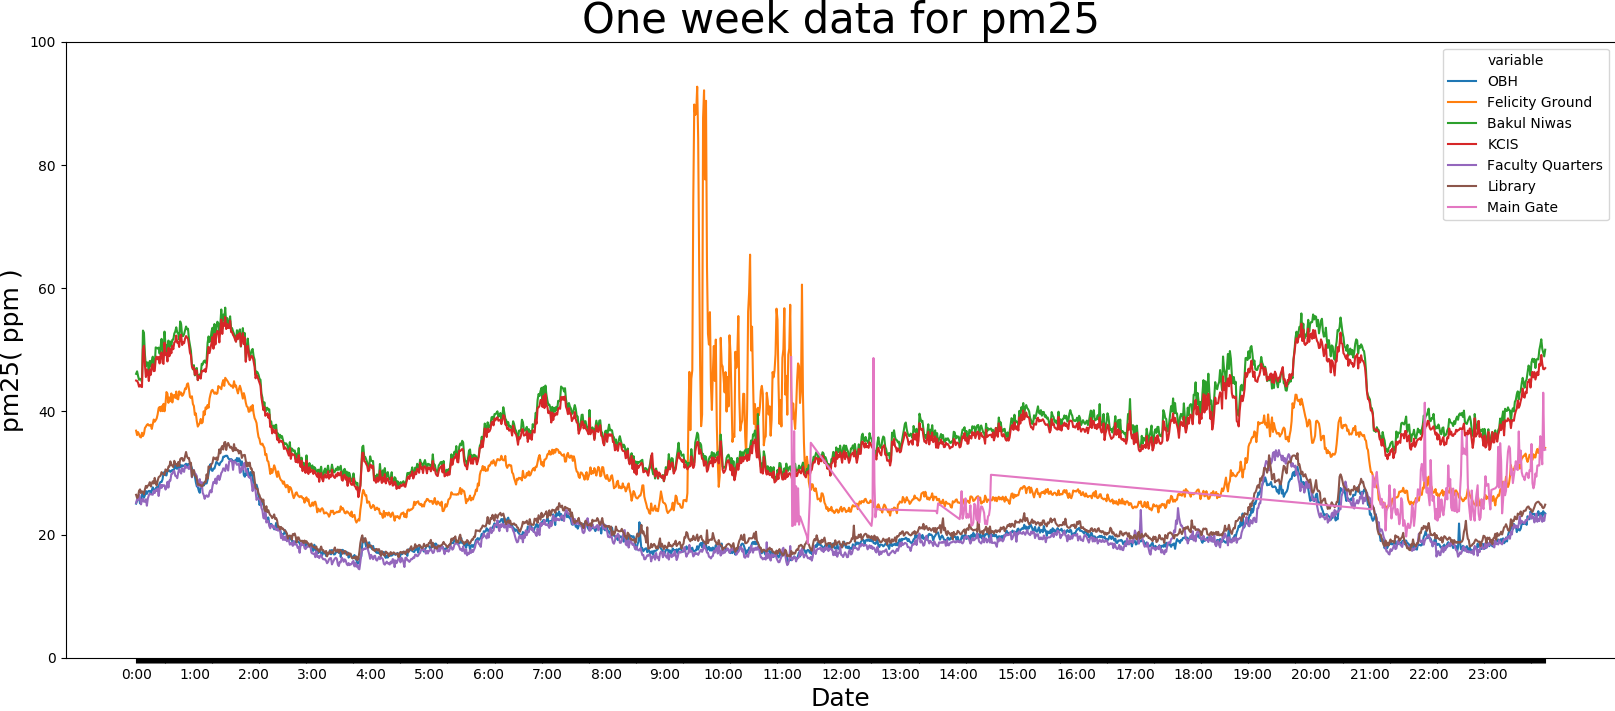 One week data for pm25
100
80
60
40
20
0
pm25( ppm )
variable
OBH
Felicity Ground
Bakul Niwas
KCIS
Faculty Quarters
Library
Main Gate
0:00 1:00 2:00 3:00 4:00 5:00 6:00 7:00 8:00 9:00 10:00 11:00 12:00 13:00 14:00 15:00 16:00 17:00 18:00 19:00 20:00 21:00 22:00 23:00
Date